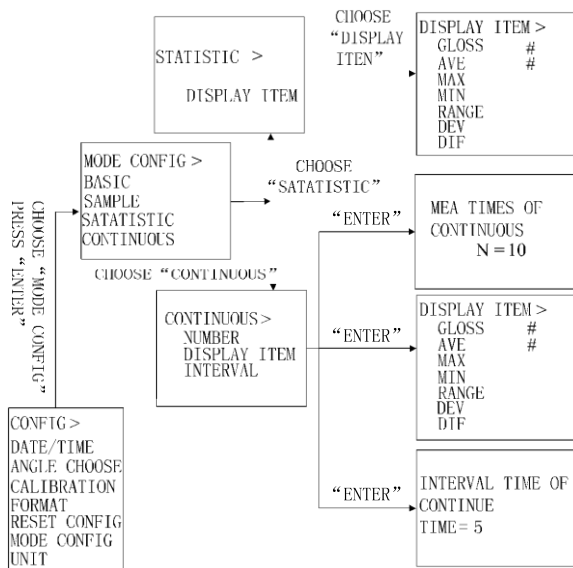 CHOOSE
“DISPLAY
ITEN”
STATISTIC >
DISPLAY ITEM
DISPLAY ITEM >
GLOSS #
AVE #
MAX
MIN
RANGE
DEV
DIF
MODE CONFIG >
BASIC
SAMPLE
SATATISTIC
CONTINUOUS
CHOOSE
“SATATISTIC”
CHOOSE “MODE CONFIG”
PRESS “ENTER”
CHOOSE “CONTINUOUS”
CONTINUOUS >
NUMBER
DISPLAY ITEM
INTERVAL
“ENTER”
MEA TIMES OF
CONTINUOUS
N = 10
“ENTER”
DISPLAY ITEM >
GLOSS #
AVE #
MAX
MIN
RANGE
DEV
DIF
“ENTER”
INTERVAL TIME OF
CONTINUE
TIME= 5
CONFIG >
DATE/TIME
ANGLE CHOOSE
CALIBRATION
FORMAT
RESET CONFIG
MODE CONFIG
UNIT